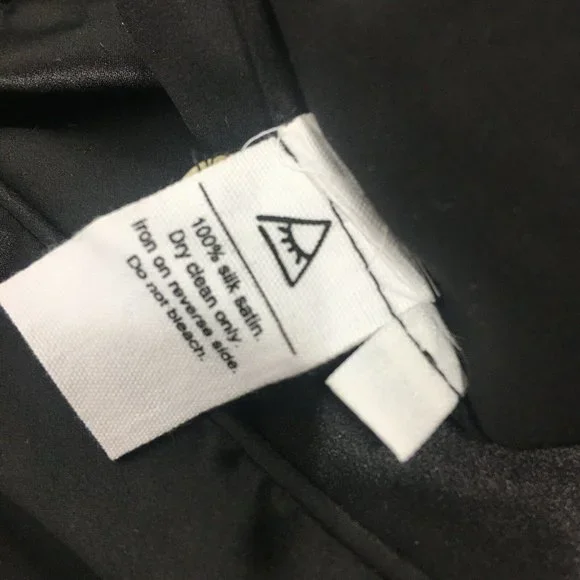 100% silk satin.
Dry clean only.
Iron on reverse side.
Do not bleach.